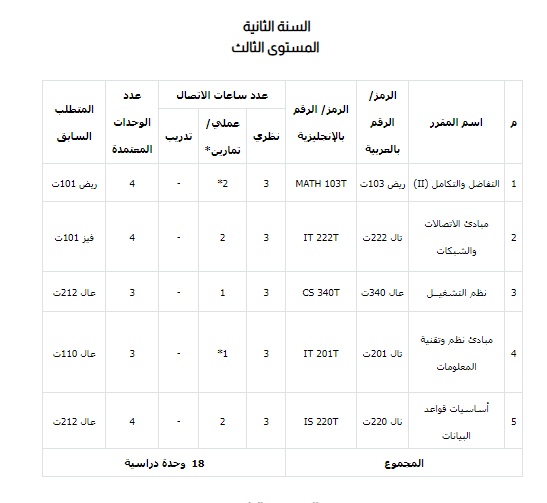 السنة الثانية
المستوى الثالث
م | اسم المقرر | الرمز/ الرقم بالعربية | الرمز/ الرقم بالإنجليزية | عدد ساعات الاتصال | عدد الوحدات المعتمدة | المتطلب السابق
نظري | عملي/ تمارين* | تدريب
1 | التفاضل والتكامل (II) | ريض 103ت | MATH 103T | 3 | 2* | - | 4 | ريض 101ت
2 | مبادئ الاتصالات والشبكات | تال 222ت | IT 222T | 3 | 2 | - | 4 | فيز 101ت
3 | نظم التشغيـل | عال 340ت | CS 340T | 3 | 1 | - | 3 | عال 212ت
4 | مبادئ نظم وتقنية المعلومات | تال 201ت | IT 201T | 3 | 1* | - | 3 | عال 110ت
5 | أساسيات قواعد البيانات | نال 220ت | IS 220T | 3 | 2 | - | 4 | عال 212ت
المجموع | 18 وحدة دراسية